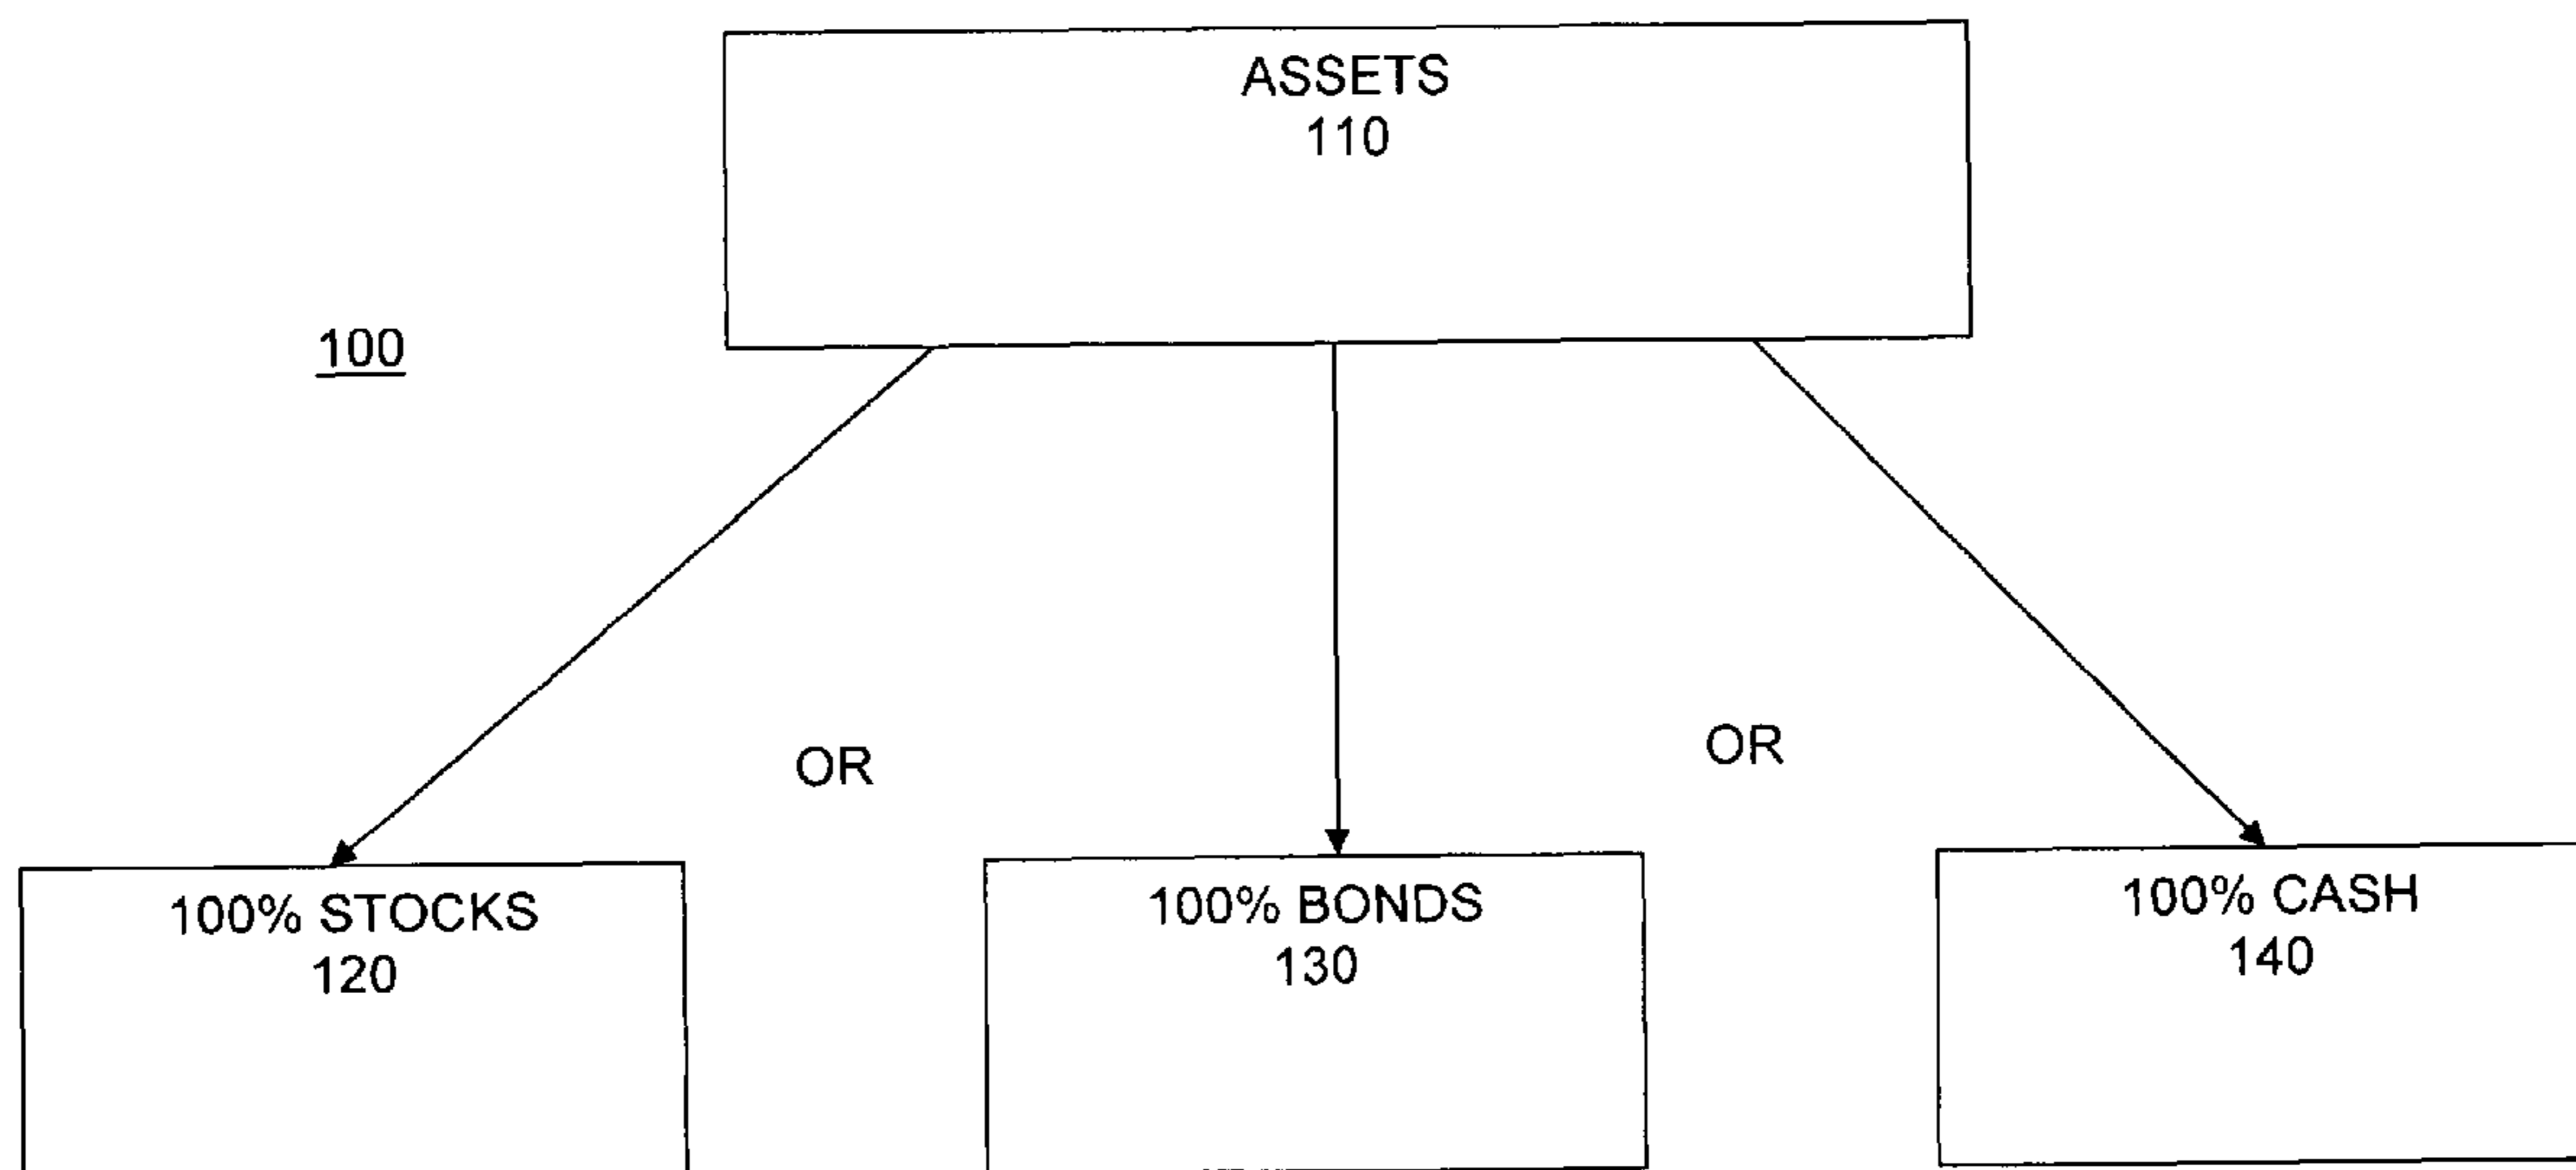 ASSETS
110
100
OR
OR
100% STOCKS
120
100% BONDS
130
100% CASH
140